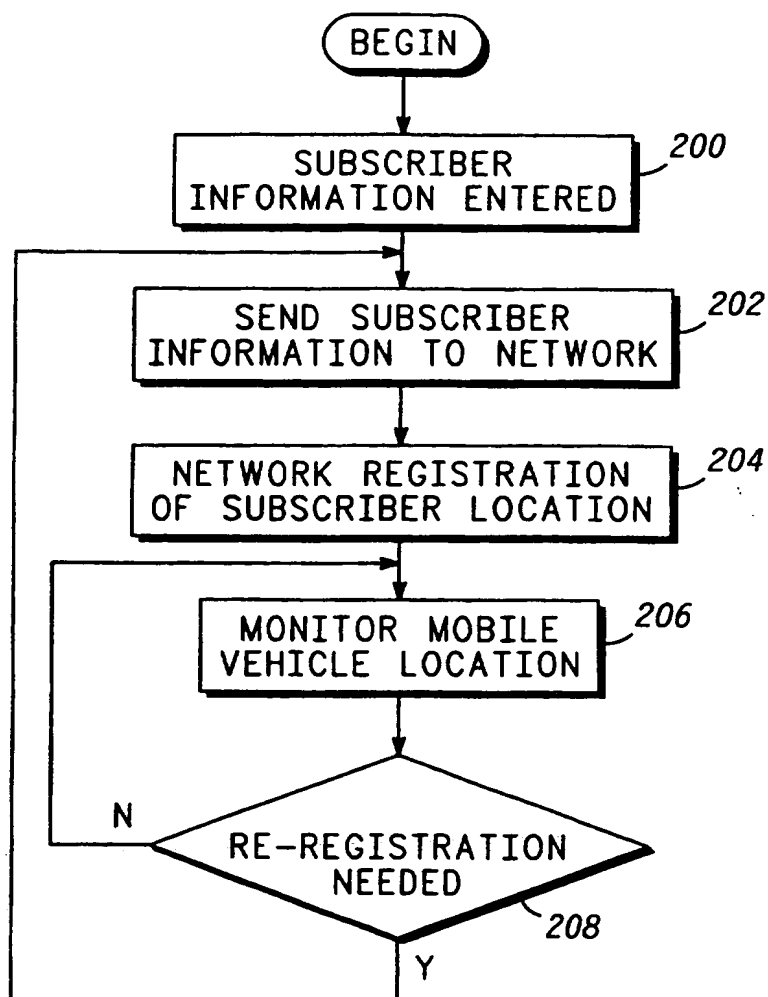 BEGIN
SUBSCRIBER
INFORMATION ENTERED
200
SEND SUBSCRIBER
INFORMATION TO NETWORK
202
NETWORK REGISTRATION
OF SUBSCRIBER LOCATION
204
MONITOR MOBILE
VEHICLE LOCATION
206
N
RE-REGISTRATION
NEEDED
208
Y